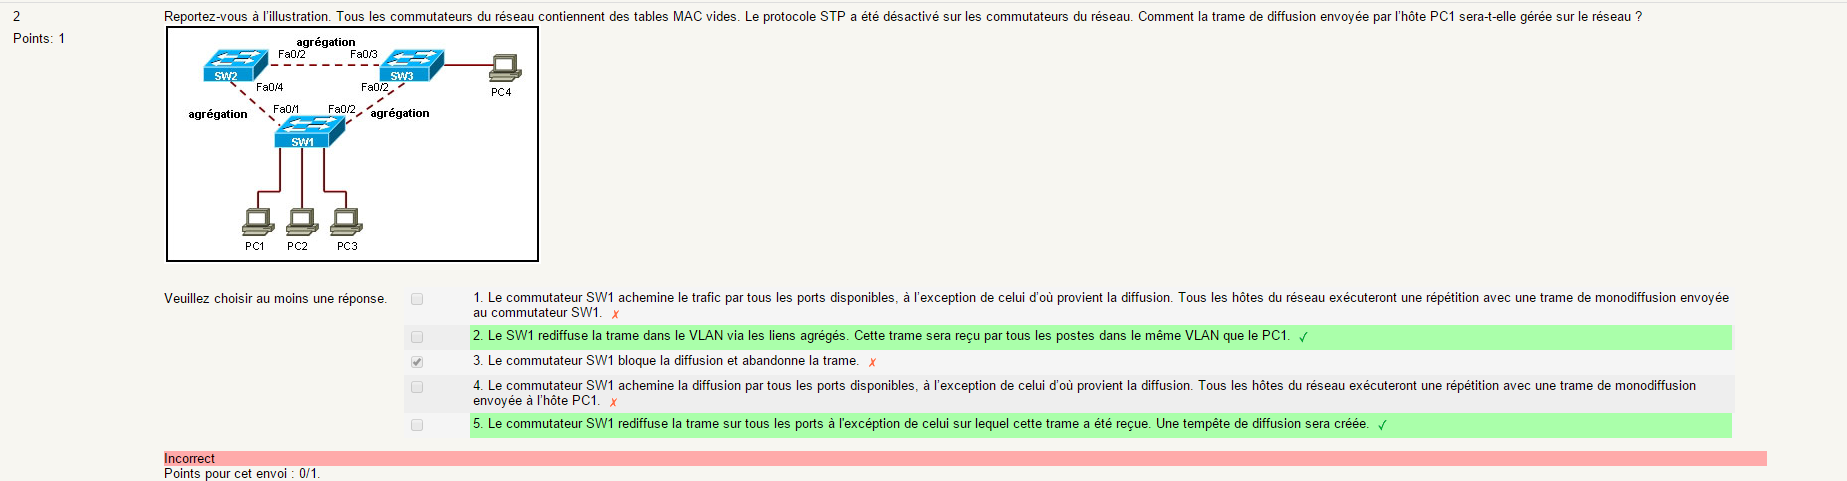 2
Points: 1
Reportez-vous à l'illustration. Tous les commutateurs du réseau contiennent des tables MAC vides. Le protocole STP a été désactivé sur les commutateurs du réseau. Comment la trame de diffusion envoyée par l'hôte PC1 sera-t-elle gérée sur le réseau ?
agrégation
Fa0/2
Fa0/3
SW2
SW3
Fa0/4
Fa0/2
PC4
agrégation
Fa0/1
Fa0/2
agrégation
SW1
PC1
PC2
PC3
Veuillez choisir au moins une réponse.
1. Le commutateur SW1 achemine le trafic par tous les ports disponibles, à l'exception de celui d'où provient la diffusion. Tous les hôtes du réseau exécuteront une répétition avec une trame de monodiffusion envoyée
au commutateur SW1. ✗
2. Le SW1 rediffuse la trame dans le VLAN via les liens agrégés. Cette trame sera reçu par tous les postes dans le même VLAN que le PC1. ✓
3. Le commutateur SW1 bloque la diffusion et abandonne la trame. ✗
4. Le commutateur SW1 achemine la diffusion par tous les ports disponibles, à l'exception de celui d'où provient la diffusion. Tous les hôtes du réseau exécuteront une répétition avec une trame de monodiffusion
envoyée à l'hôte PC1. ✗
5. Le commutateur SW1 rediffuse la trame sur tous les ports à l'excéption de celui sur lequel cette trame a été reçue. Une tempête de diffusion sera créée. ✓
Incorrect
Points pour cet envoi : 0/1.